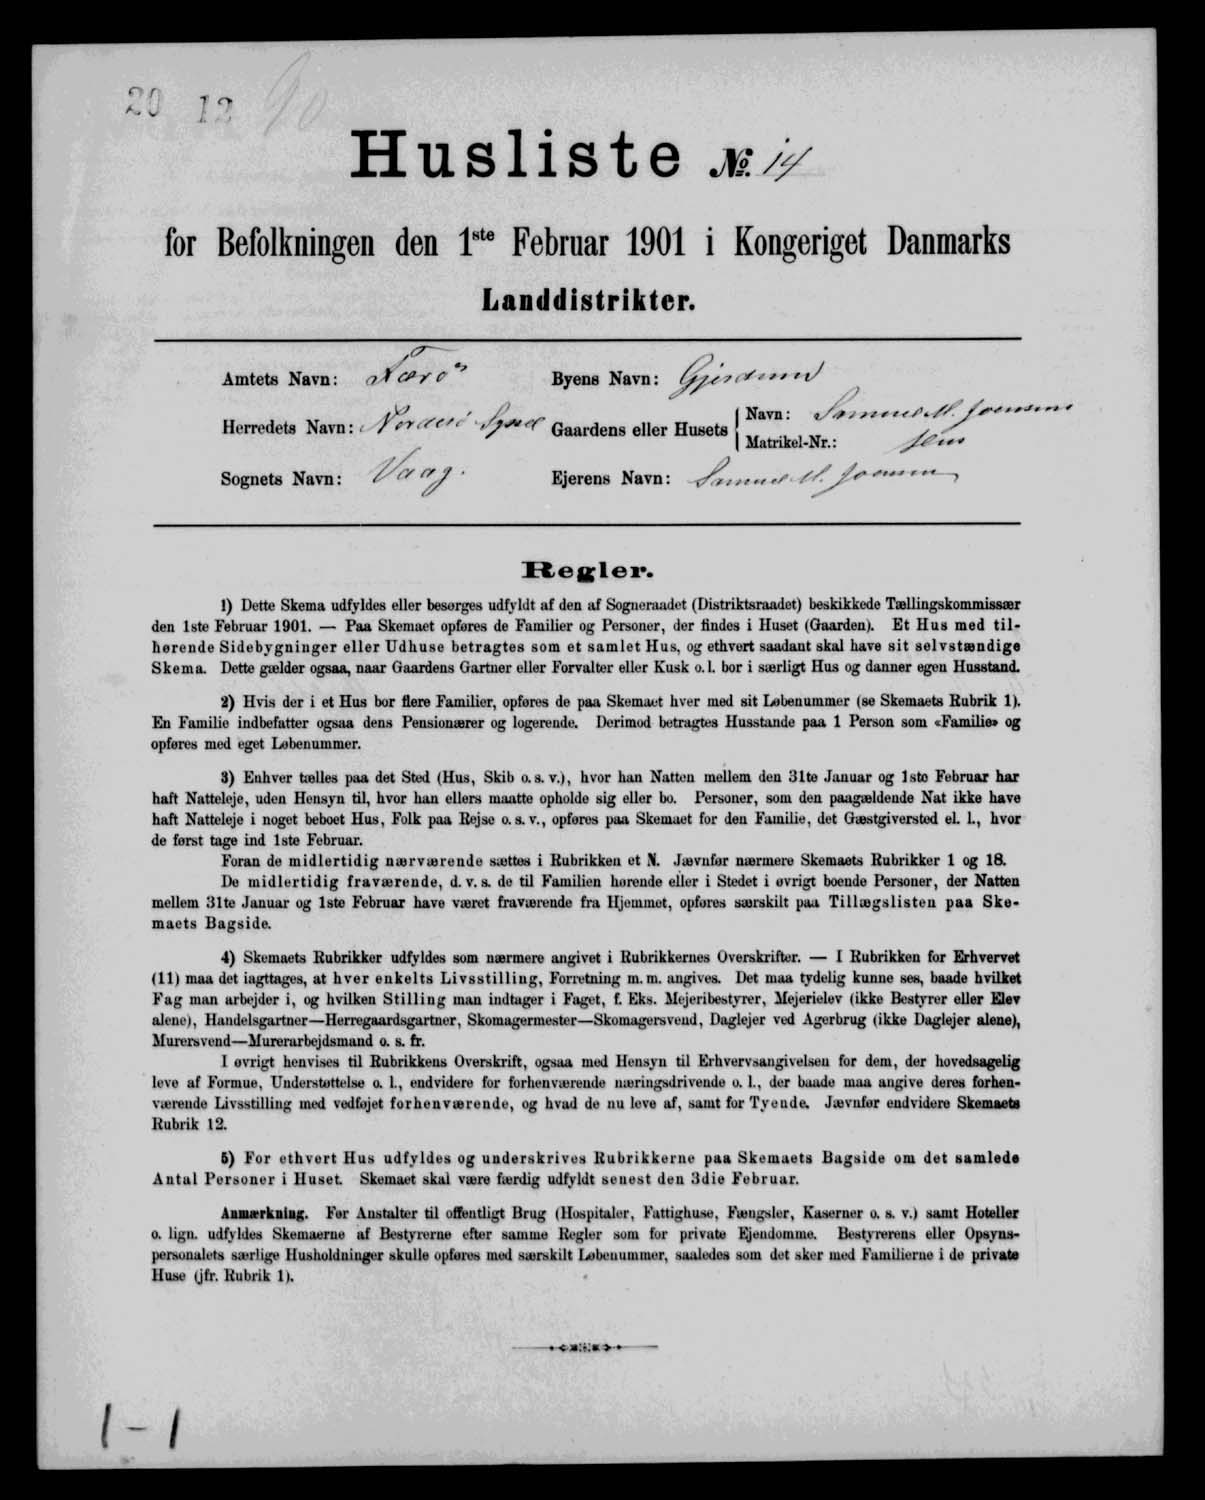 20 12 90
Husliste No. 14
for Befolkningen den 1ste Februar 1901 i Kongeriget Danmarks
Landdistrikter.
Amtets Navn: Færø Byens Navn:
Herredets Navn: Norderø Syssel Gaardens eller Husets Navn: Samuel M. Joensens
Matrikel-Nr.:
Sognets Navn: Vaag. Ejerens Navn: Samuel M. Joensen
Regler.
1) Dette Skema udfyldes eller besørges udfyldt af den af Sogneraadet (Distriktsraadet) beskikkede Tællingskommissær
den 1ste Februar 1901. — Paa Skemaet opføres de Familier og Personer, der findes i Huset (Gaarden). Et Hus med til-
hørende Sidebygninger eller Udhuse betragtes som et samlet Hus, og ethvert saadant skal have sit selvstændige
Skema. Dette gælder ogsaa, naar Gaardens Gartner eller Forvalter eller Kusk o. l. bor i særligt Hus og danner egen Husstand.
2) Hvis der i et Hus bor flere Familier, opføres de paa Skemaet hver med sit Løbenummer (se Skemaets Rubrik 1).
En Familie indbefatter ogsaa dens Pensionærer og logerende. Derimod betragtes Husstande paa 1 Person som «Familie» og
opføres med eget Løbenummer.
3) Enhver tælles paa det Sted (Hus, Skib o. s. v.), hvor han Natten mellem den 31te Januar og 1ste Februar har
haft Natteleje, uden Hensyn til, hvor han ellers maatte opholde sig eller bo. Personer, som den paagældende Nat ikke have
haft Natteleje i noget beboet Hus, Folk paa Rejse o. s. v., opføres paa Skemaet for den Familie, det Gæstgiversted el. l., hvor
de først tage ind 1ste Februar.
Foran de midlertidig nærværende sættes i Rubrikken et N. Jævnfør nærmere Skemaets Rubrikker 1 og 18.
De midlertidig fraværende, d. v. s. de til Familien hørende eller i Stedet i øvrigt boende Personer, der Natten
mellem 31te Januar og 1ste Februar have været fraværende fra Hjemmet, opføres særskilt paa Tillægslisten paa Ske-
maets Bagside.
4) Skemaets Rubrikker udfyldes som nærmere angivet i Rubrikkernes Overskrifter. — I Rubrikken for Erhvervet
(11) maa det iagttages, at hver enkelts Livsstilling, Forretning m. m. angives. Det maa tydelig kunne ses, baade hvilket
Fag man arbejder i, og hvilken Stilling man indtager i Faget, f. Eks. Mejeribestyrer, Mejerielev (ikke Bestyrer eller Elev
alene), Handelsgartner—Herregaardsgartner, Skomagermester—Skomagersvend, Daglejer ved Agerbrug (ikke Daglejer alene),
Murersvend—Murerarbejdsmand o. s. fr.
I øvrigt henvises til Rubrikkens Overskrift, ogsaa med Hensyn til Erhvervsangivelsen for dem, der hovedsagelig
leve af Formue, Understøttelse o. l., endvidere for forhenværende næringsdrivende o. l., der baade maa angive deres forhen-
værende Livsstilling med vedføjet forhenværende, og hvad de nu leve af, samt for Tyende. Jævnfør endvidere Skemaets
Rubrik 12.
5) For ethvert Hus udfyldes og underskrives Rubrikkerne paa Skemaets Bagside om det samlede
Antal Personer i Huset. Skemaet skal være færdig udfyldt senest den 3die Februar.
Anmærkning. For Anstalter til offentligt Brug (Hospitaler, Fattighuse, Fængsler, Kaserner o. s. v.) samt Hoteller
o. lign. udfyldes Skemaerne af Bestyrerne efter samme Regler som for private Ejendomme. Bestyrerens eller Opsyns-
personalets særlige Husholdninger skulle opføres med særskilt Løbenummer, saaledes som det sker med Familierne i de private
Huse (jfr. Rubrik 1).
1-1